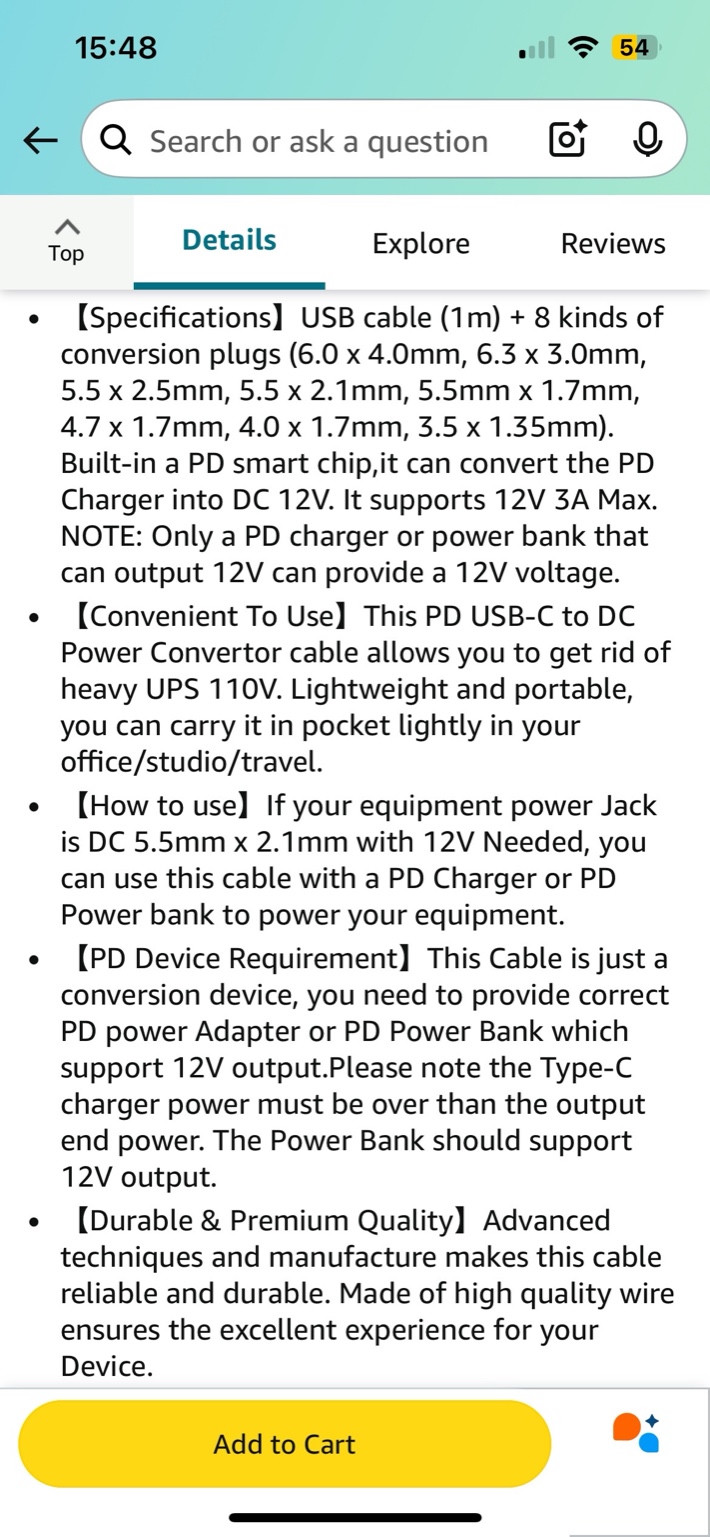 15:48
54
Search or ask a question
Top
Details
Explore
Reviews
• 【Specifications】USB cable (1m) + 8 kinds of
conversion plugs (6.0 x 4.0mm, 6.3 x 3.0mm,
5.5 x 2.5mm, 5.5 x 2.1mm, 5.5mm x 1.7mm,
4.7 x 1.7mm, 4.0 x 1.7mm, 3.5 x 1.35mm).
Built-in a PD smart chip,it can convert the PD
Charger into DC 12V. It supports 12V 3A Max.
NOTE: Only a PD charger or power bank that
can output 12V can provide a 12V voltage.
• 【Convenient To Use】This PD USB-C to DC
Power Convertor cable allows you to get rid of
heavy UPS 110V. Lightweight and portable,
you can carry it in pocket lightly in your
office/studio/travel.
• 【How to use】If your equipment power Jack
is DC 5.5mm x 2.1mm with 12V Needed, you
can use this cable with a PD Charger or PD
Power bank to power your equipment.
• 【PD Device Requirement】This Cable is just a
conversion device, you need to provide correct
PD power Adapter or PD Power Bank which
support 12V output.Please note the Type-C
charger power must be over than the output
end power. The Power Bank should support
12V output.
• 【Durable & Premium Quality】Advanced
techniques and manufacture makes this cable
reliable and durable. Made of high quality wire
ensures the excellent experience for your
Device.
Add to Cart